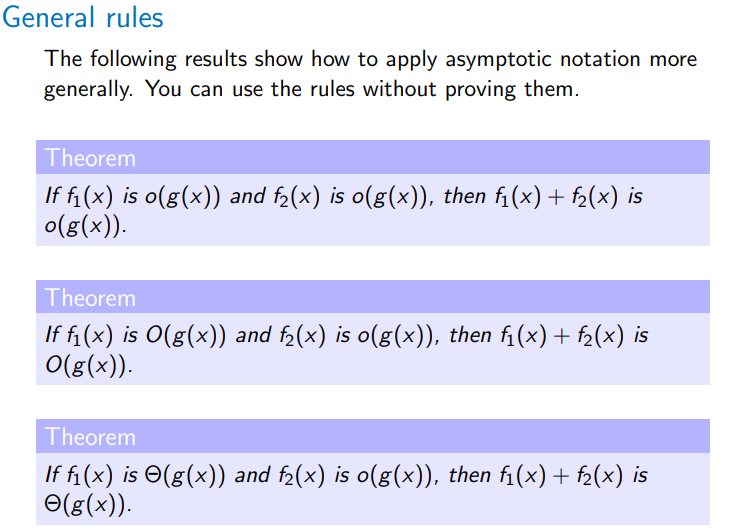 General rules
The following results show how to apply asymptotic notation more
generally. You can use the rules without proving them.
Theorem
If f₁(x) is o(g(x)) and f₂(x) is o(g(x)), then f₁(x) + f₂(x) is
o(g(x)).
Theorem
If f₁(x) is O(g(x)) and f₂(x) is o(g(x)), then f₁(x) + f₂(x) is
O(g(x)).
Theorem
If f₁(x) is Θ(g(x)) and f₂(x) is o(g(x)), then f₁(x) + f₂(x) is
Θ(g(x)).